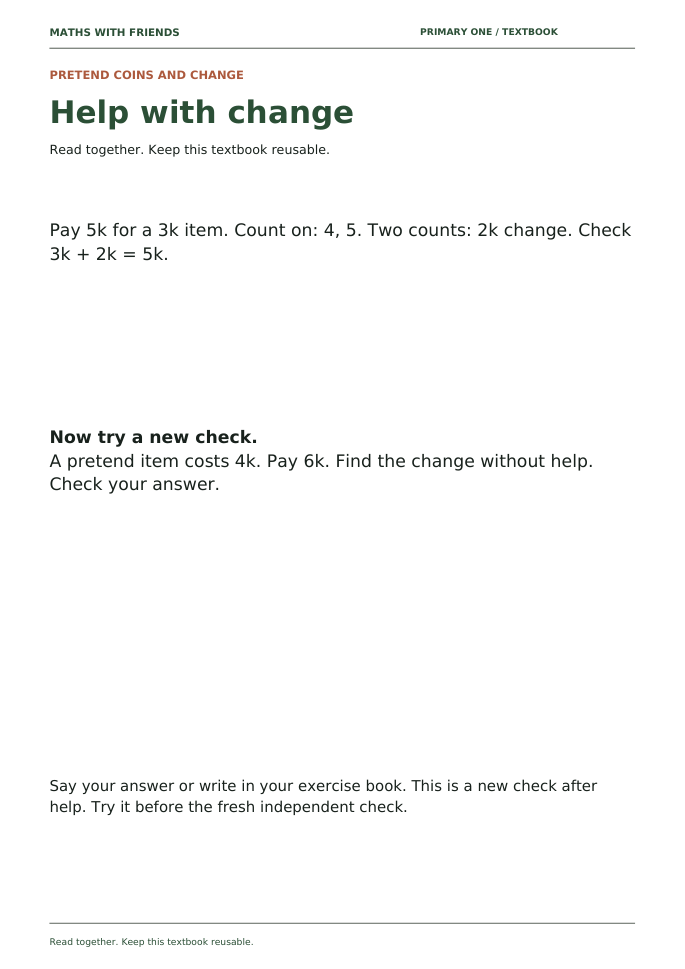 MATHS WITH FRIENDS
PRIMARY ONE / TEXTBOOK
PRETEND COINS AND CHANGE
Help with change
Read together. Keep this textbook reusable.
Pay 5k for a 3k item. Count on: 4, 5. Two counts: 2k change. Check
3k + 2k = 5k.
Now try a new check.
A pretend item costs 4k. Pay 6k. Find the change without help.
Check your answer.
Say your answer or write in your exercise book. This is a new check after
help. Try it before the fresh independent check.
Read together. Keep this textbook reusable.